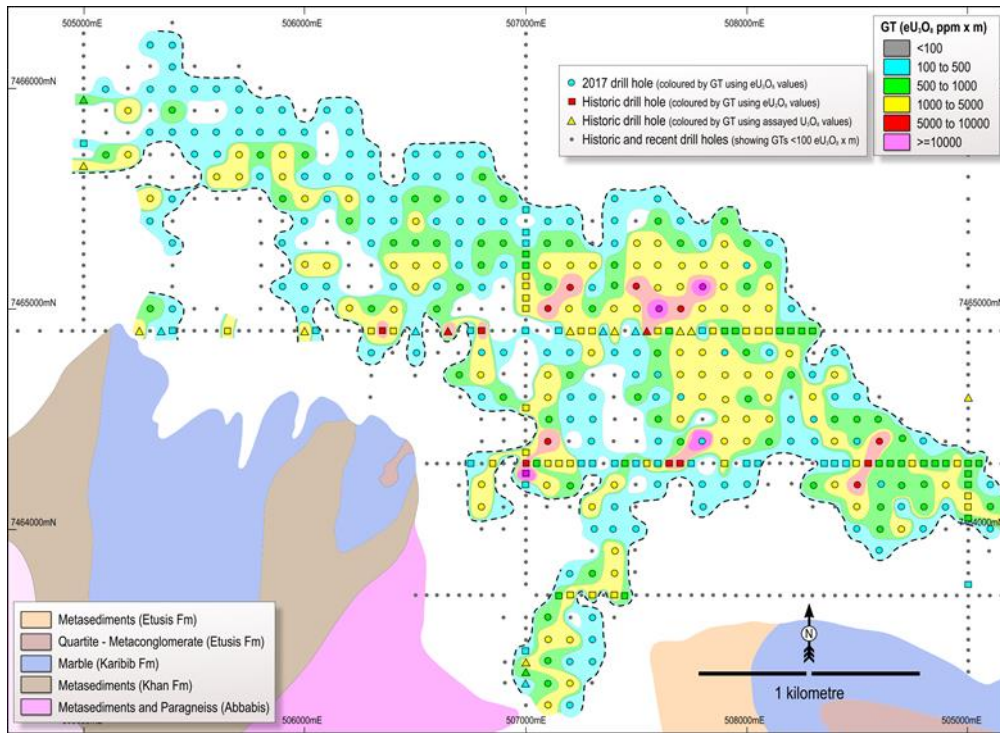 505000mE
506000mE
507000mE
508000mE
GT (eU₃O₈ ppm x m)
<100
100 to 500
500 to 1000
1000 to 5000
5000 to 10000
>=10000
2017 drill hole (coloured by GT using eU₃O₈ values)
Historic drill hole (coloured by GT using eU₃O₈ values)
Historic drill hole (coloured by GT using assayed U₃O₈ values)
Historic and recent drill holes (showing GTs <100 eU₃O₈ x m)
7466000mN
7465000mN
7465000mN
7464000mN
7464000mN
Metasediments (Etusis Fm)
Quartite - Metaconglomerate (Etusis Fm)
Marble (Karibib Fm)
Metasediments (Khan Fm)
Metasediments and Paragneiss (Abbabis)
N
1 kilometre
506000mE
507000mE
508000mE
505000mE